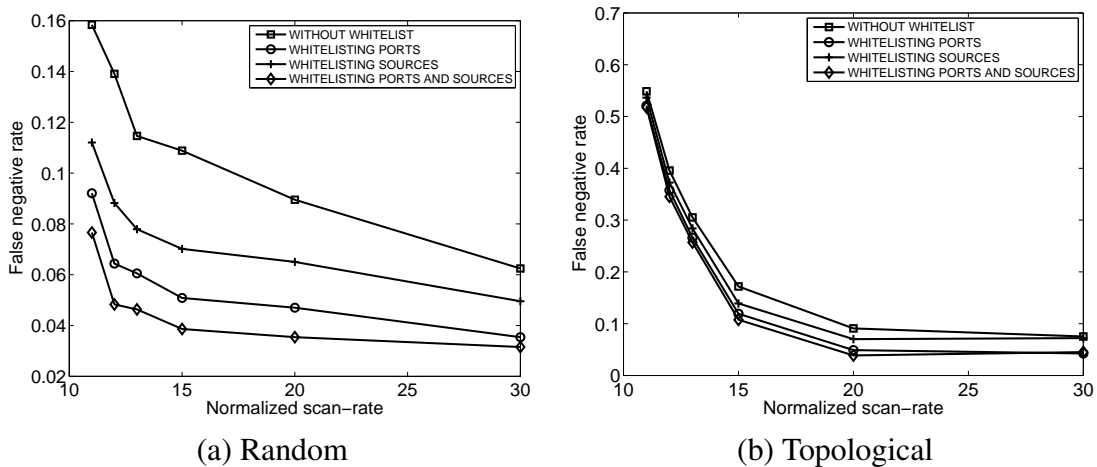 0.16
0.14
0.12
0.1
0.08
0.06
0.04
0.02
10
15
20
25
30
False negative rate
Normalized scan−rate
WITHOUT WHITELIST
WHITELISTING PORTS
WHITELISTING SOURCES
WHITELISTING PORTS AND SOURCES
(a) Random
0.7
0.6
0.5
0.4
0.3
0.2
0.1
0
10
15
20
25
30
False negative rate
Normalized scan−rate
WITHOUT WHITELIST
WHITELISTING PORTS
WHITELISTING SOURCES
WHITELISTING PORTS AND SOURCES
(b) Topological